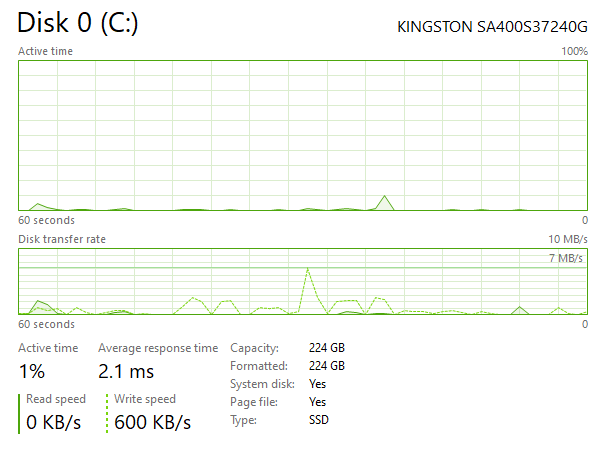 Disk 0 (C:) KINGSTON SA400S37240G
Active time 100%
60 seconds 0
Disk transfer rate 10 MB/s
7 MB/s
60 seconds 0
Active time Average response time
1% 2.1 ms
Read speed Write speed
0 KB/s 600 KB/s
Capacity: 224 GB
Formatted: 224 GB
System disk: Yes
Page file: Yes
Type: SSD